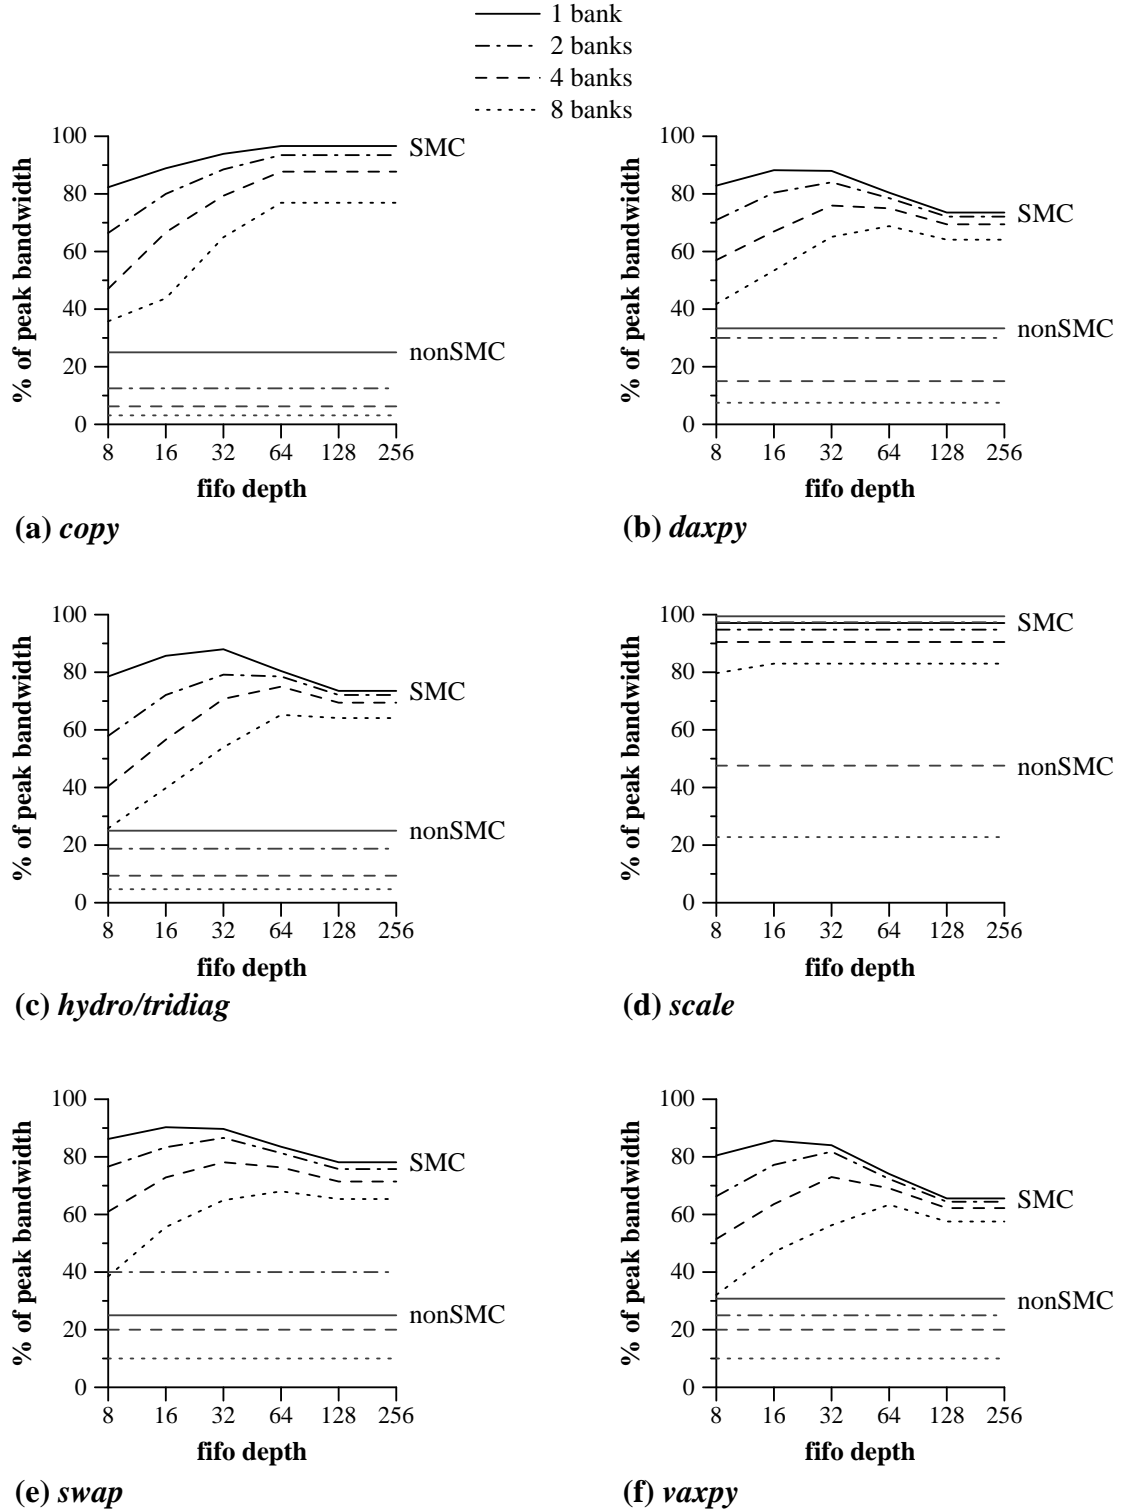 1 bank
2 banks
4 banks
8 banks
100
80
60
40
20
0
% of peak bandwidth
SMC
nonSMC
8 16 32 64 128 256
fifo depth
(a) copy
100
80
60
40
20
0
% of peak bandwidth
SMC
nonSMC
8 16 32 64 128 256
fifo depth
(b) daxpy
100
80
60
40
20
0
% of peak bandwidth
SMC
nonSMC
8 16 32 64 128 256
fifo depth
(c) hydro/tridiag
100
80
60
40
20
0
% of peak bandwidth
SMC
nonSMC
8 16 32 64 128 256
fifo depth
(d) scale
100
80
60
40
20
0
% of peak bandwidth
SMC
nonSMC
8 16 32 64 128 256
fifo depth
(e) swap
100
80
60
40
20
0
% of peak bandwidth
SMC
nonSMC
8 16 32 64 128 256
fifo depth
(f) vaxpy